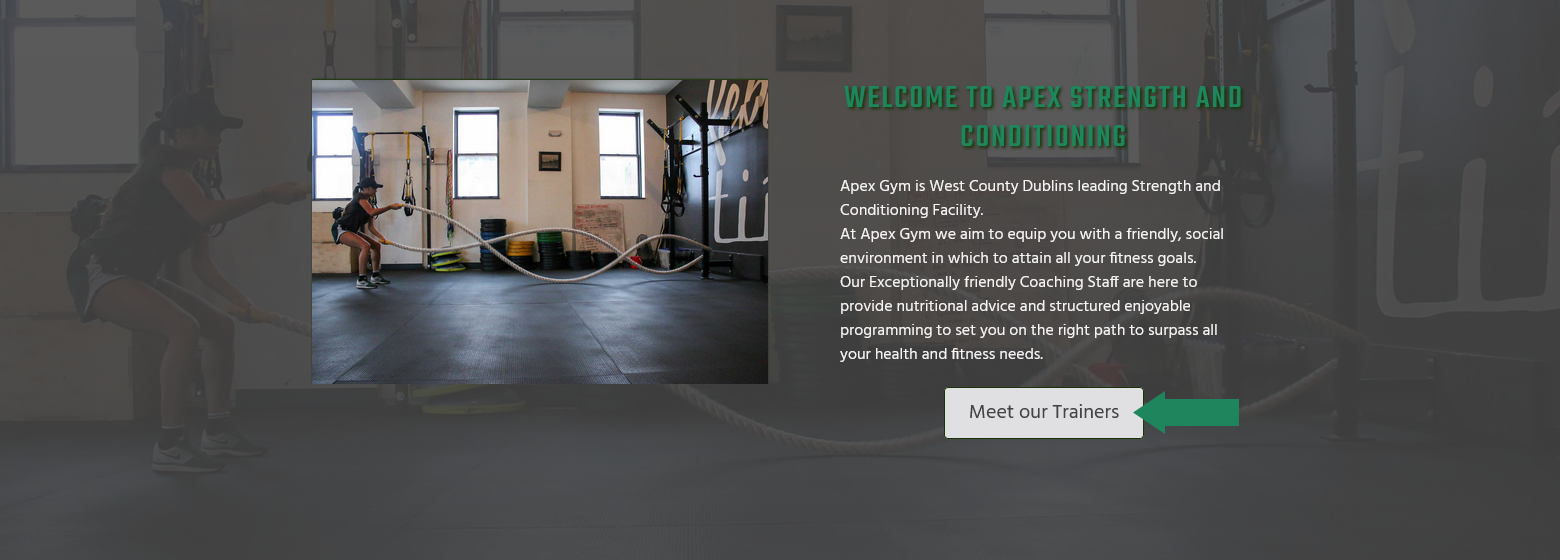 WELCOME TO APEX STRENGTH AND
CONDITIONING
Apex Gym is West County Dublins leading Strength and
Conditioning Facility.
At Apex Gym we aim to equip you with a friendly, social
environment in which to attain all your fitness goals.
Our Exceptionally friendly Coaching Staff are here to
provide nutritional advice and structured enjoyable
programming to set you on the right path to surpass all
your health and fitness needs.
Meet our Trainers